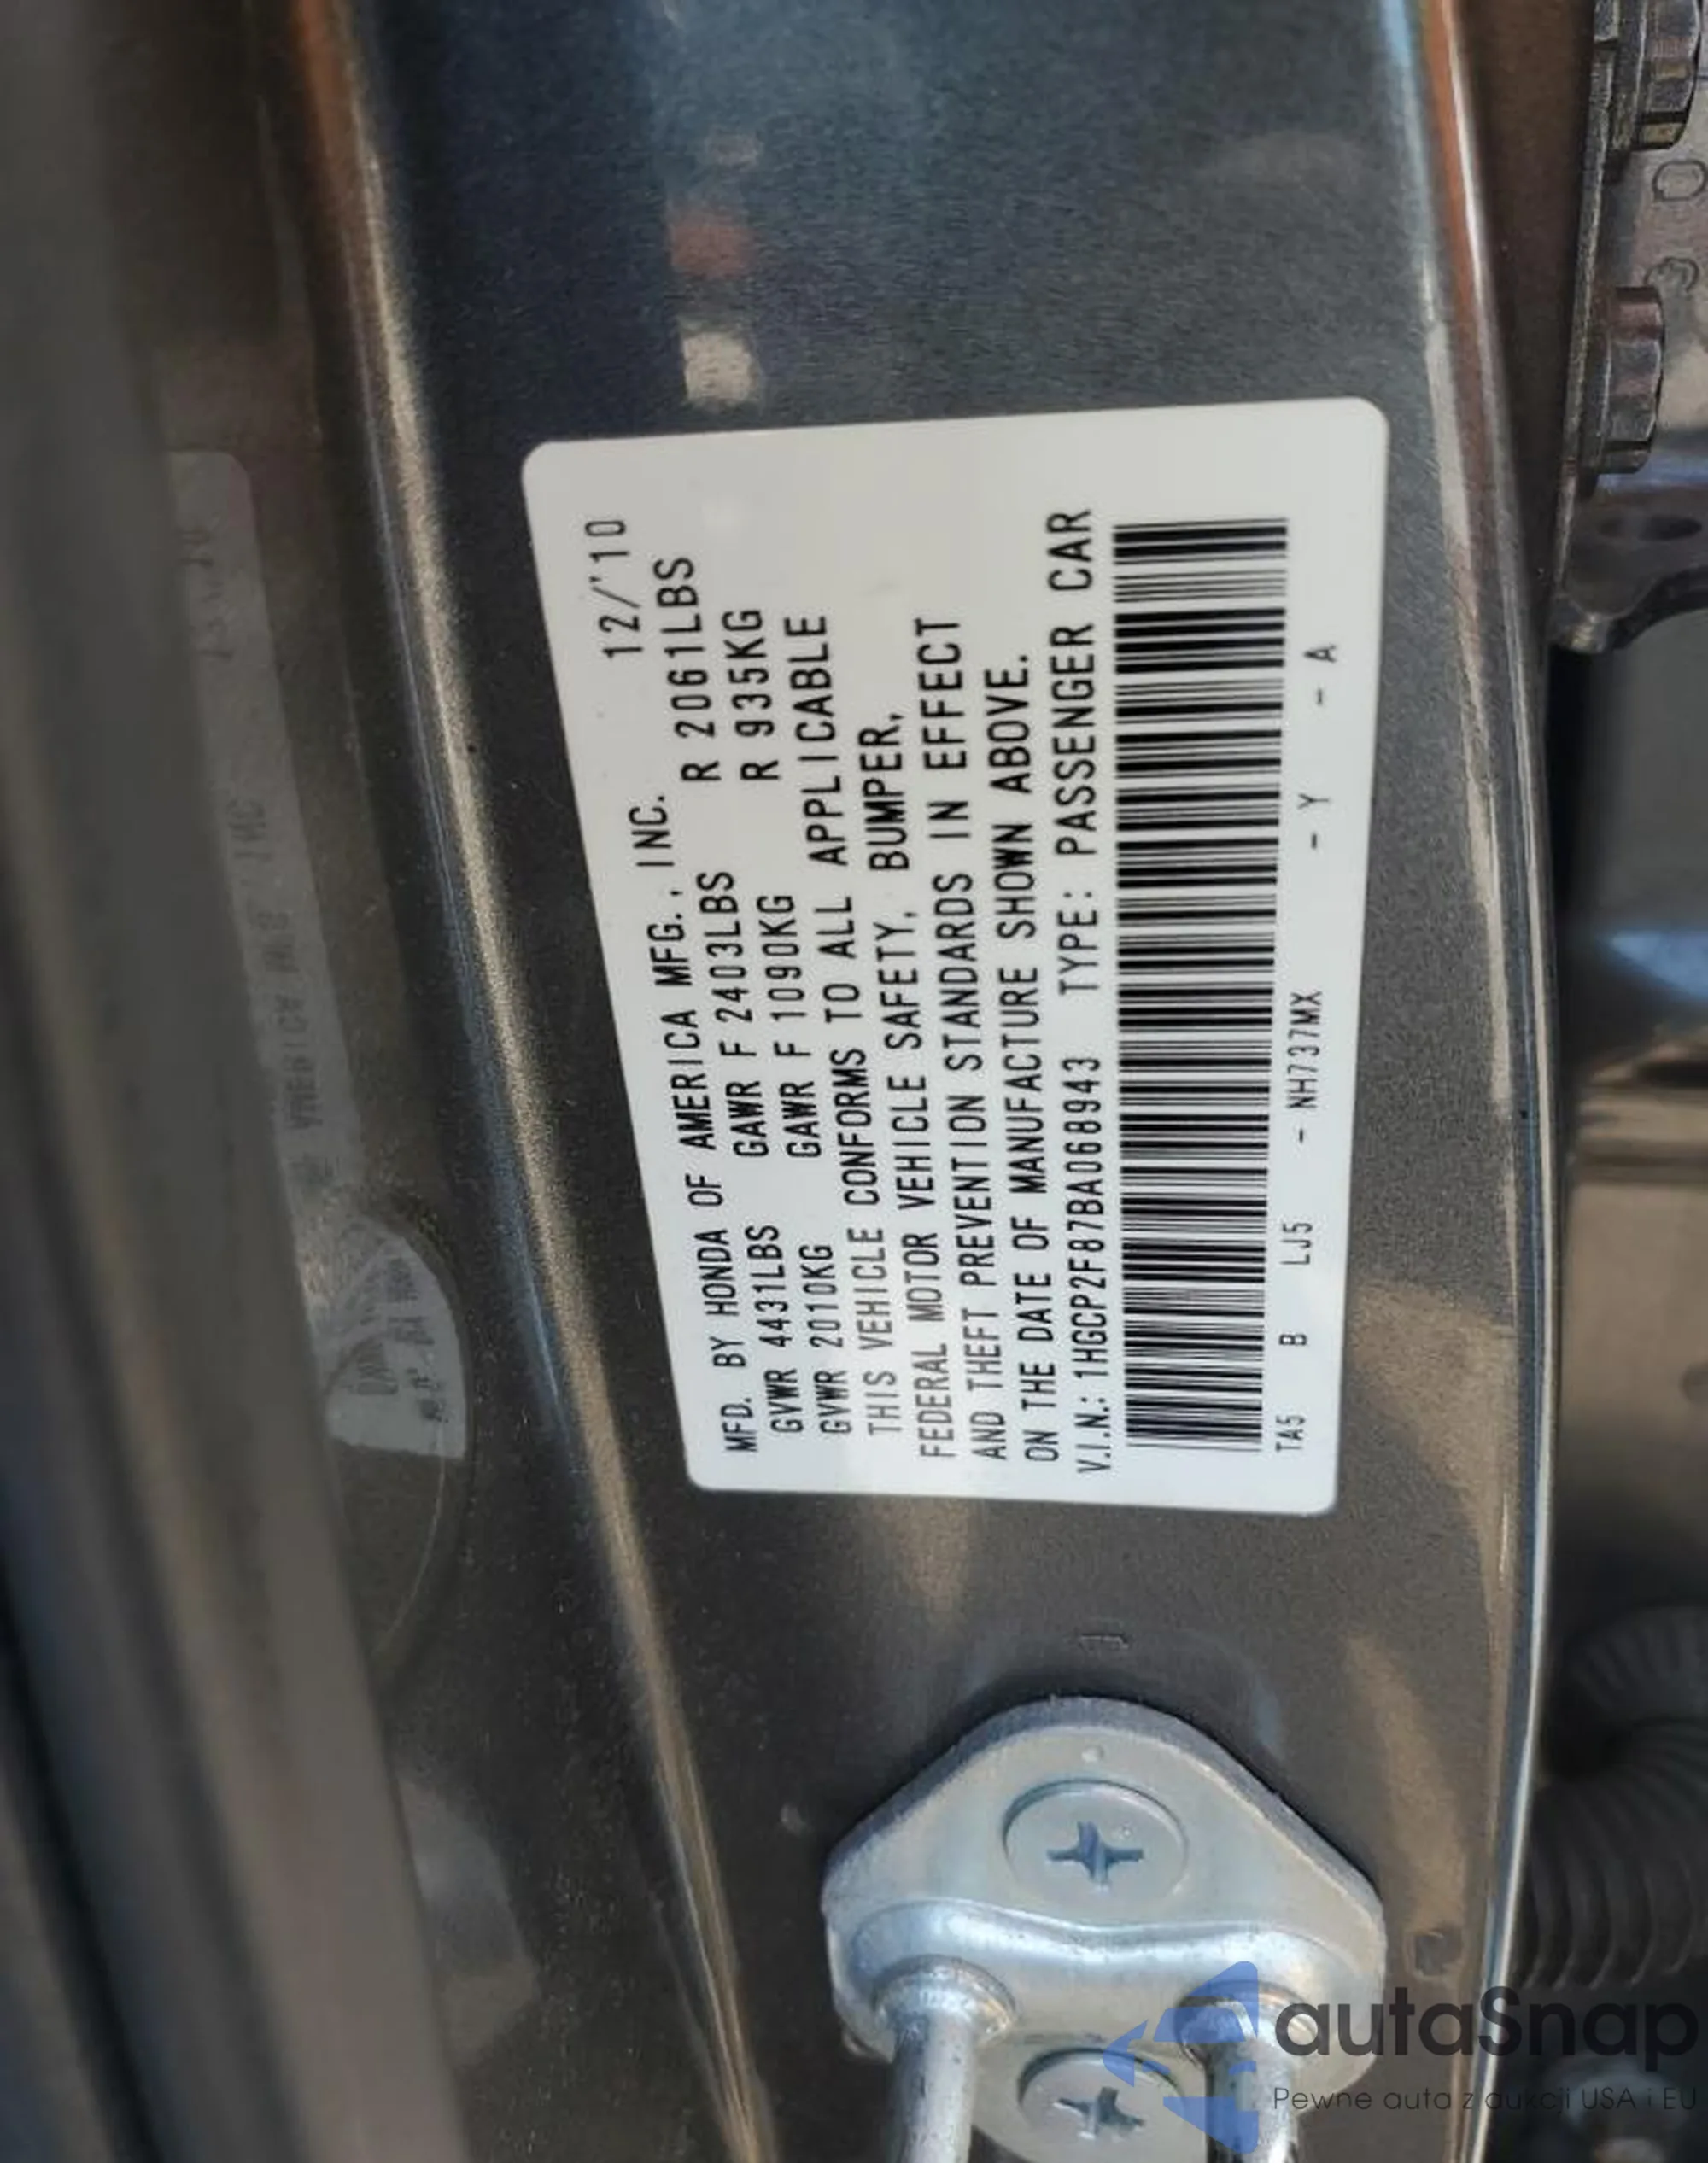 12/'10
MFD. BY HONDA OF AMERICA MFG., INC.
GVWR 4431LBS GAWR F 2403LBS R 2061LBS
GVWR 2010KG GAWR F 1090KG R 935KG
THIS VEHICLE CONFORMS TO ALL APPLICABLE
FEDERAL MOTOR VEHICLE SAFETY, BUMPER,
AND THEFT PREVENTION STANDARDS IN EFFECT
ON THE DATE OF MANUFACTURE SHOWN ABOVE.
V.I.N.: 1HGCP2F87BA068943 TYPE: PASSENGER CAR
TA5 B LJ5 - NH737MX - Y - A
autaSnap
Pewne auta z aukcji USA i EU